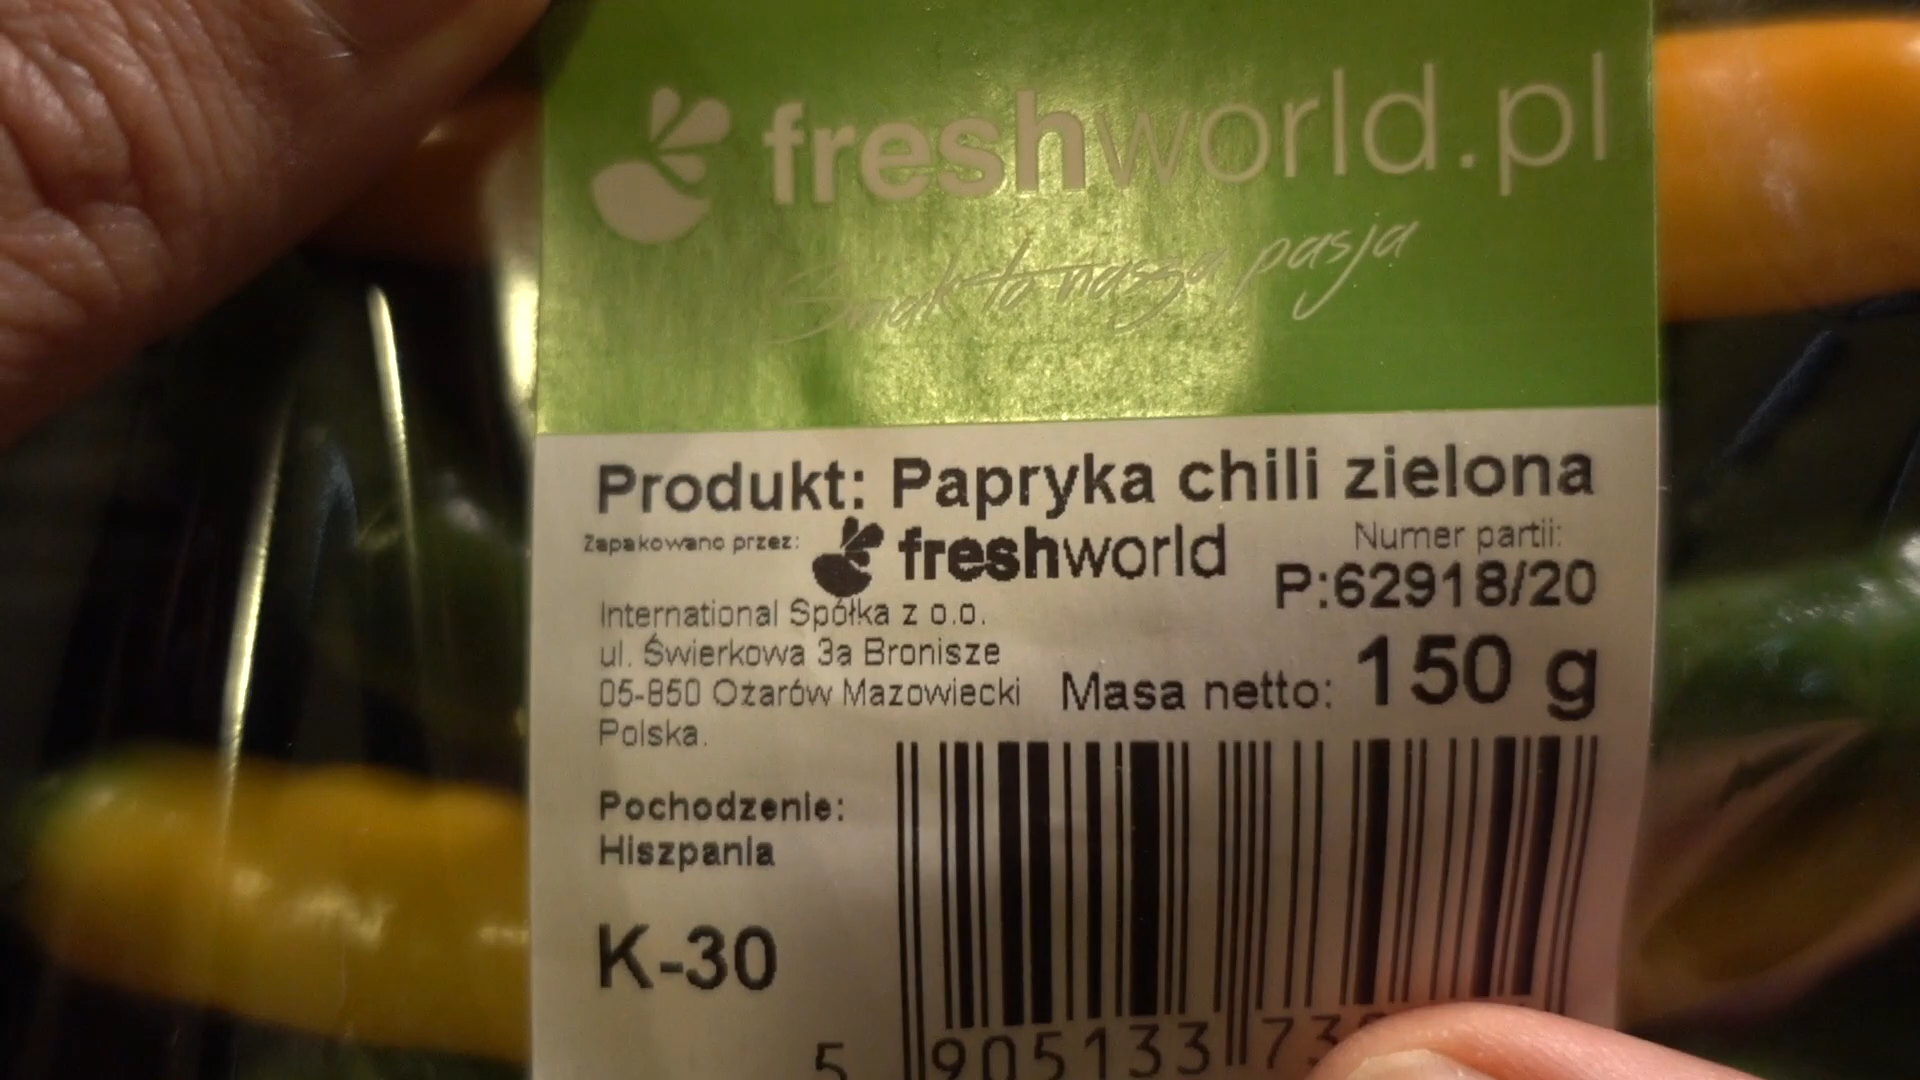 freshworld.pl
Smak to nasza pasja
Produkt: Papryka chili zielona
Zapakowano przez: freshworld
Numer partii:
P:62918/20
International Spółka z o.o.
ul. Świerkowa 3a Bronisze
05-850 Ożarów Mazowiecki
Polska.
Masa netto: 150 g
Pochodzenie:
Hiszpania
K-30
5 905133 73